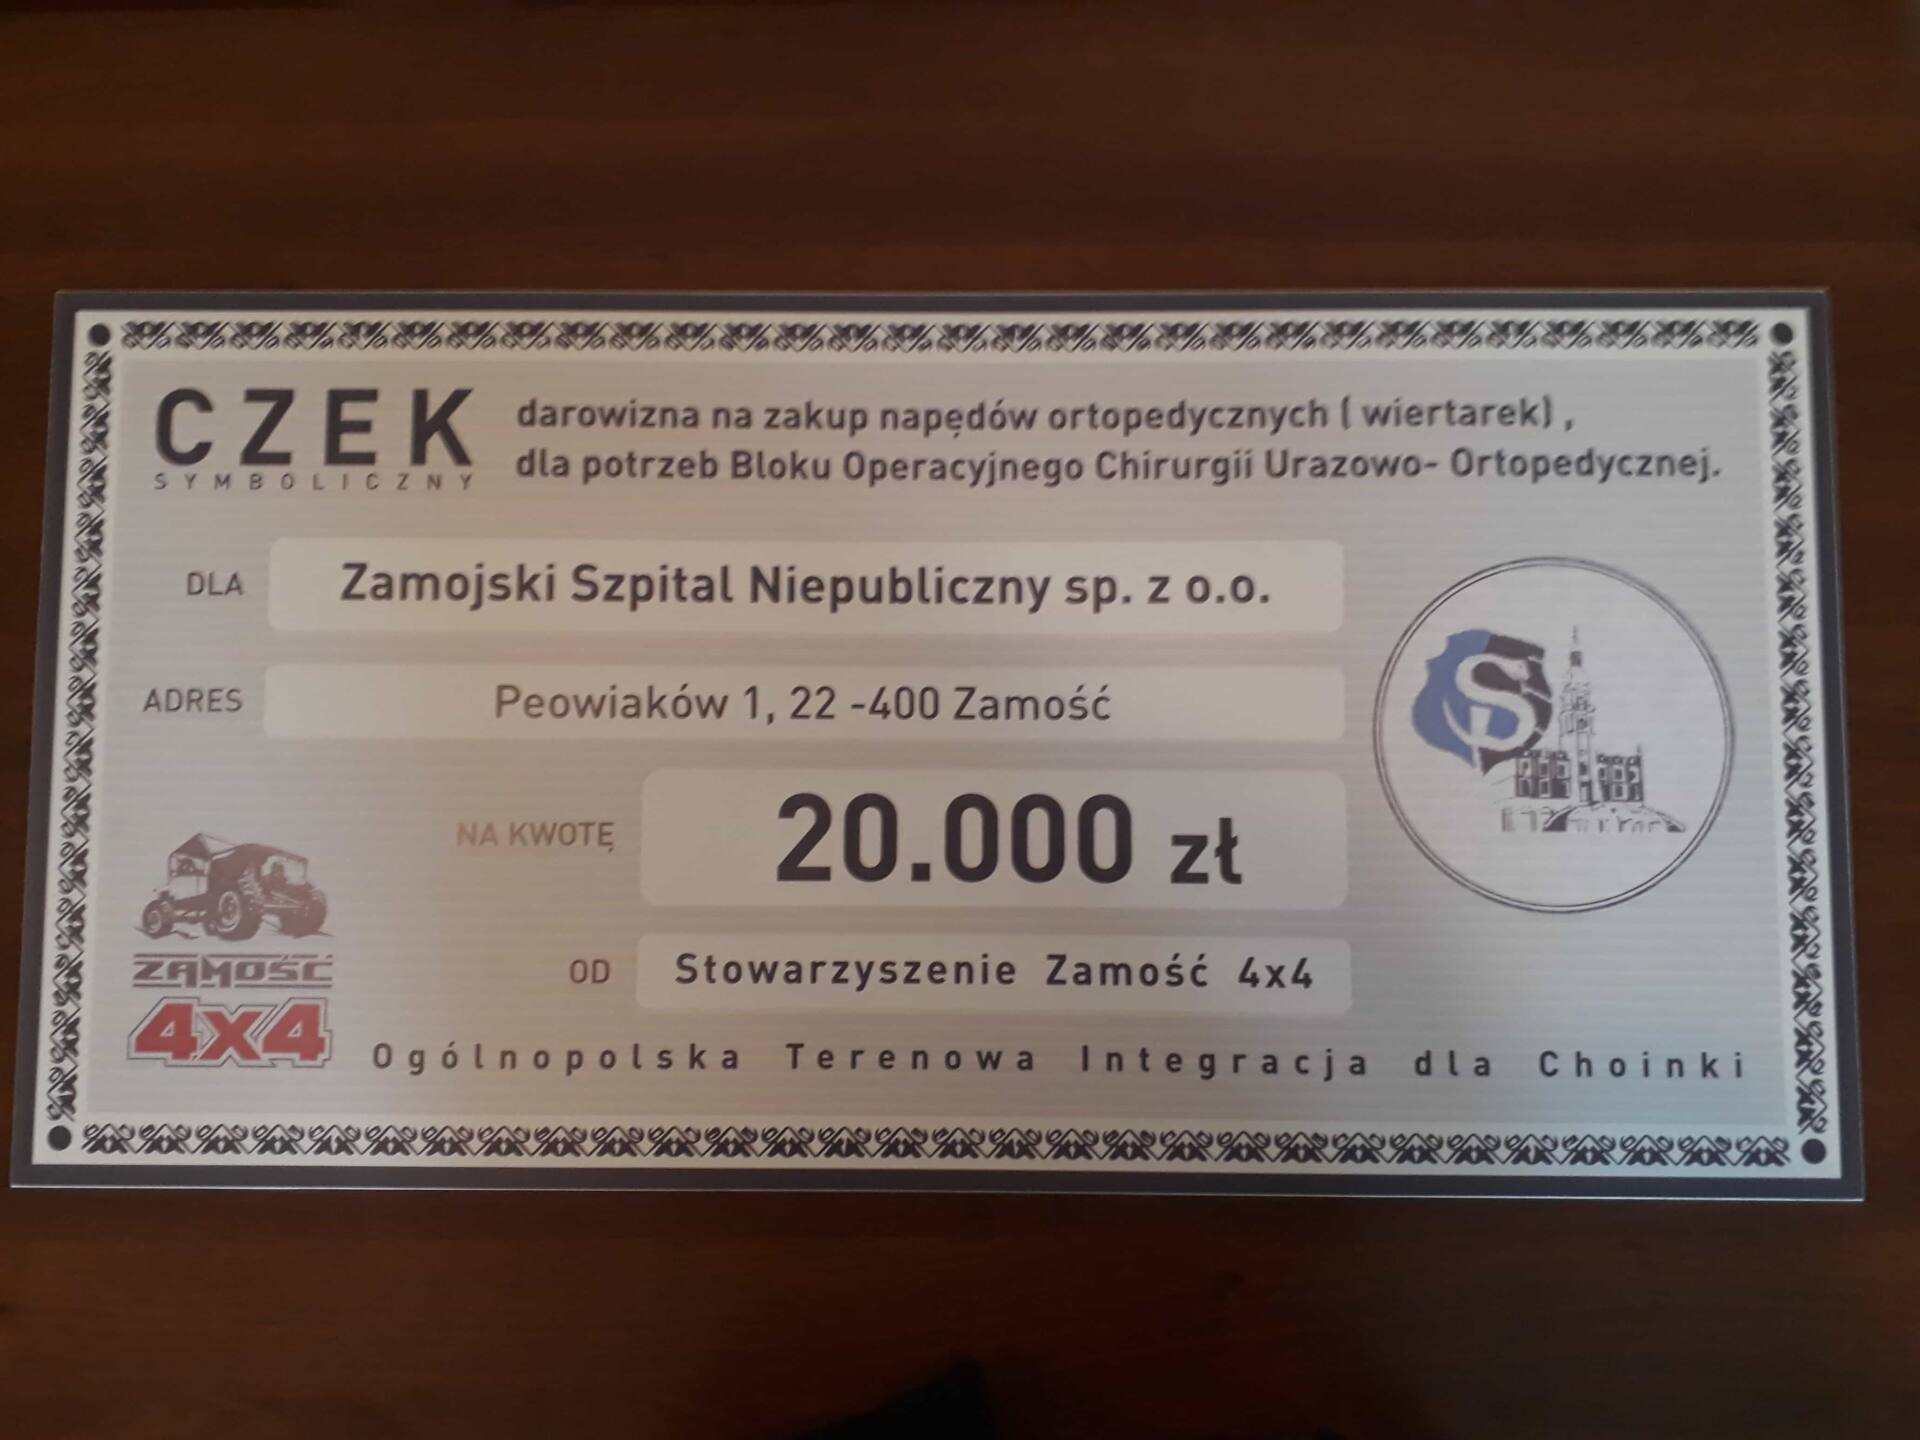 CZEK
SYMBOLICZNY
darowizna na zakup napędów ortopedycznych ( wiertarek) ,
dla potrzeb Bloku Operacyjnego Chirurgii Urazowo- Ortopedycznej.
DLA Zamojski Szpital Niepubliczny sp. z o.o.
ADRES Peowiaków 1, 22 -400 Zamość
NA KWOTĘ 20.000 zł
OD Stowarzyszenie Zamość 4x4
ZAMOŚĆ
4x4
Ogólnopolska Terenowa Integracja dla Choinki